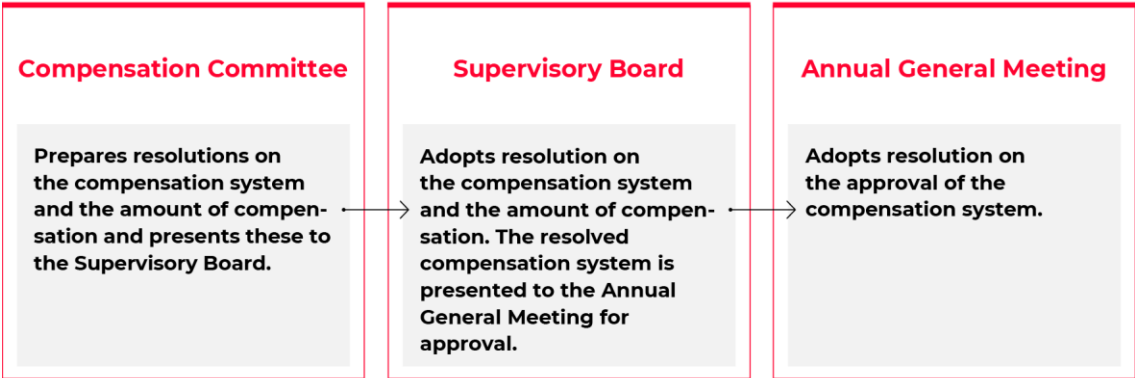 Compensation Committee
Prepares resolutions on
the compensation system
and the amount of compen-
sation and presents these to
the Supervisory Board.
Supervisory Board
Adopts resolution on
the compensation system
and the amount of compen-
sation. The resolved
compensation system is
presented to the Annual
General Meeting for
approval.
Annual General Meeting
Adopts resolution on
the approval of the
compensation system.